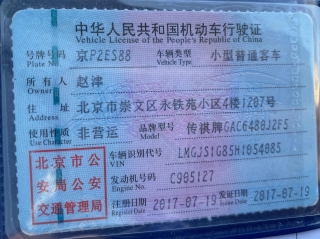 中华人民共和国机动车行驶证
Vehicle License of the People's Republic of China
号牌号码 京P2ES88 车辆类型 小型普通客车
Plate No. Vehicle Type
所有人 赵津
Owner
住址 北京市崇文区永铁苑小区4楼1207号
Address
使用性质 非营运 品牌型号 传祺牌GAC6480J2F5
Use Character Model
北京市公安局公安交通管理局
车辆识别代号 LMGJS1G85H1054085
VIN
发动机号码 C905127
Engine No.
注册日期 2017-07-19 发证日期 2017-07-19
Register Date Issue Date